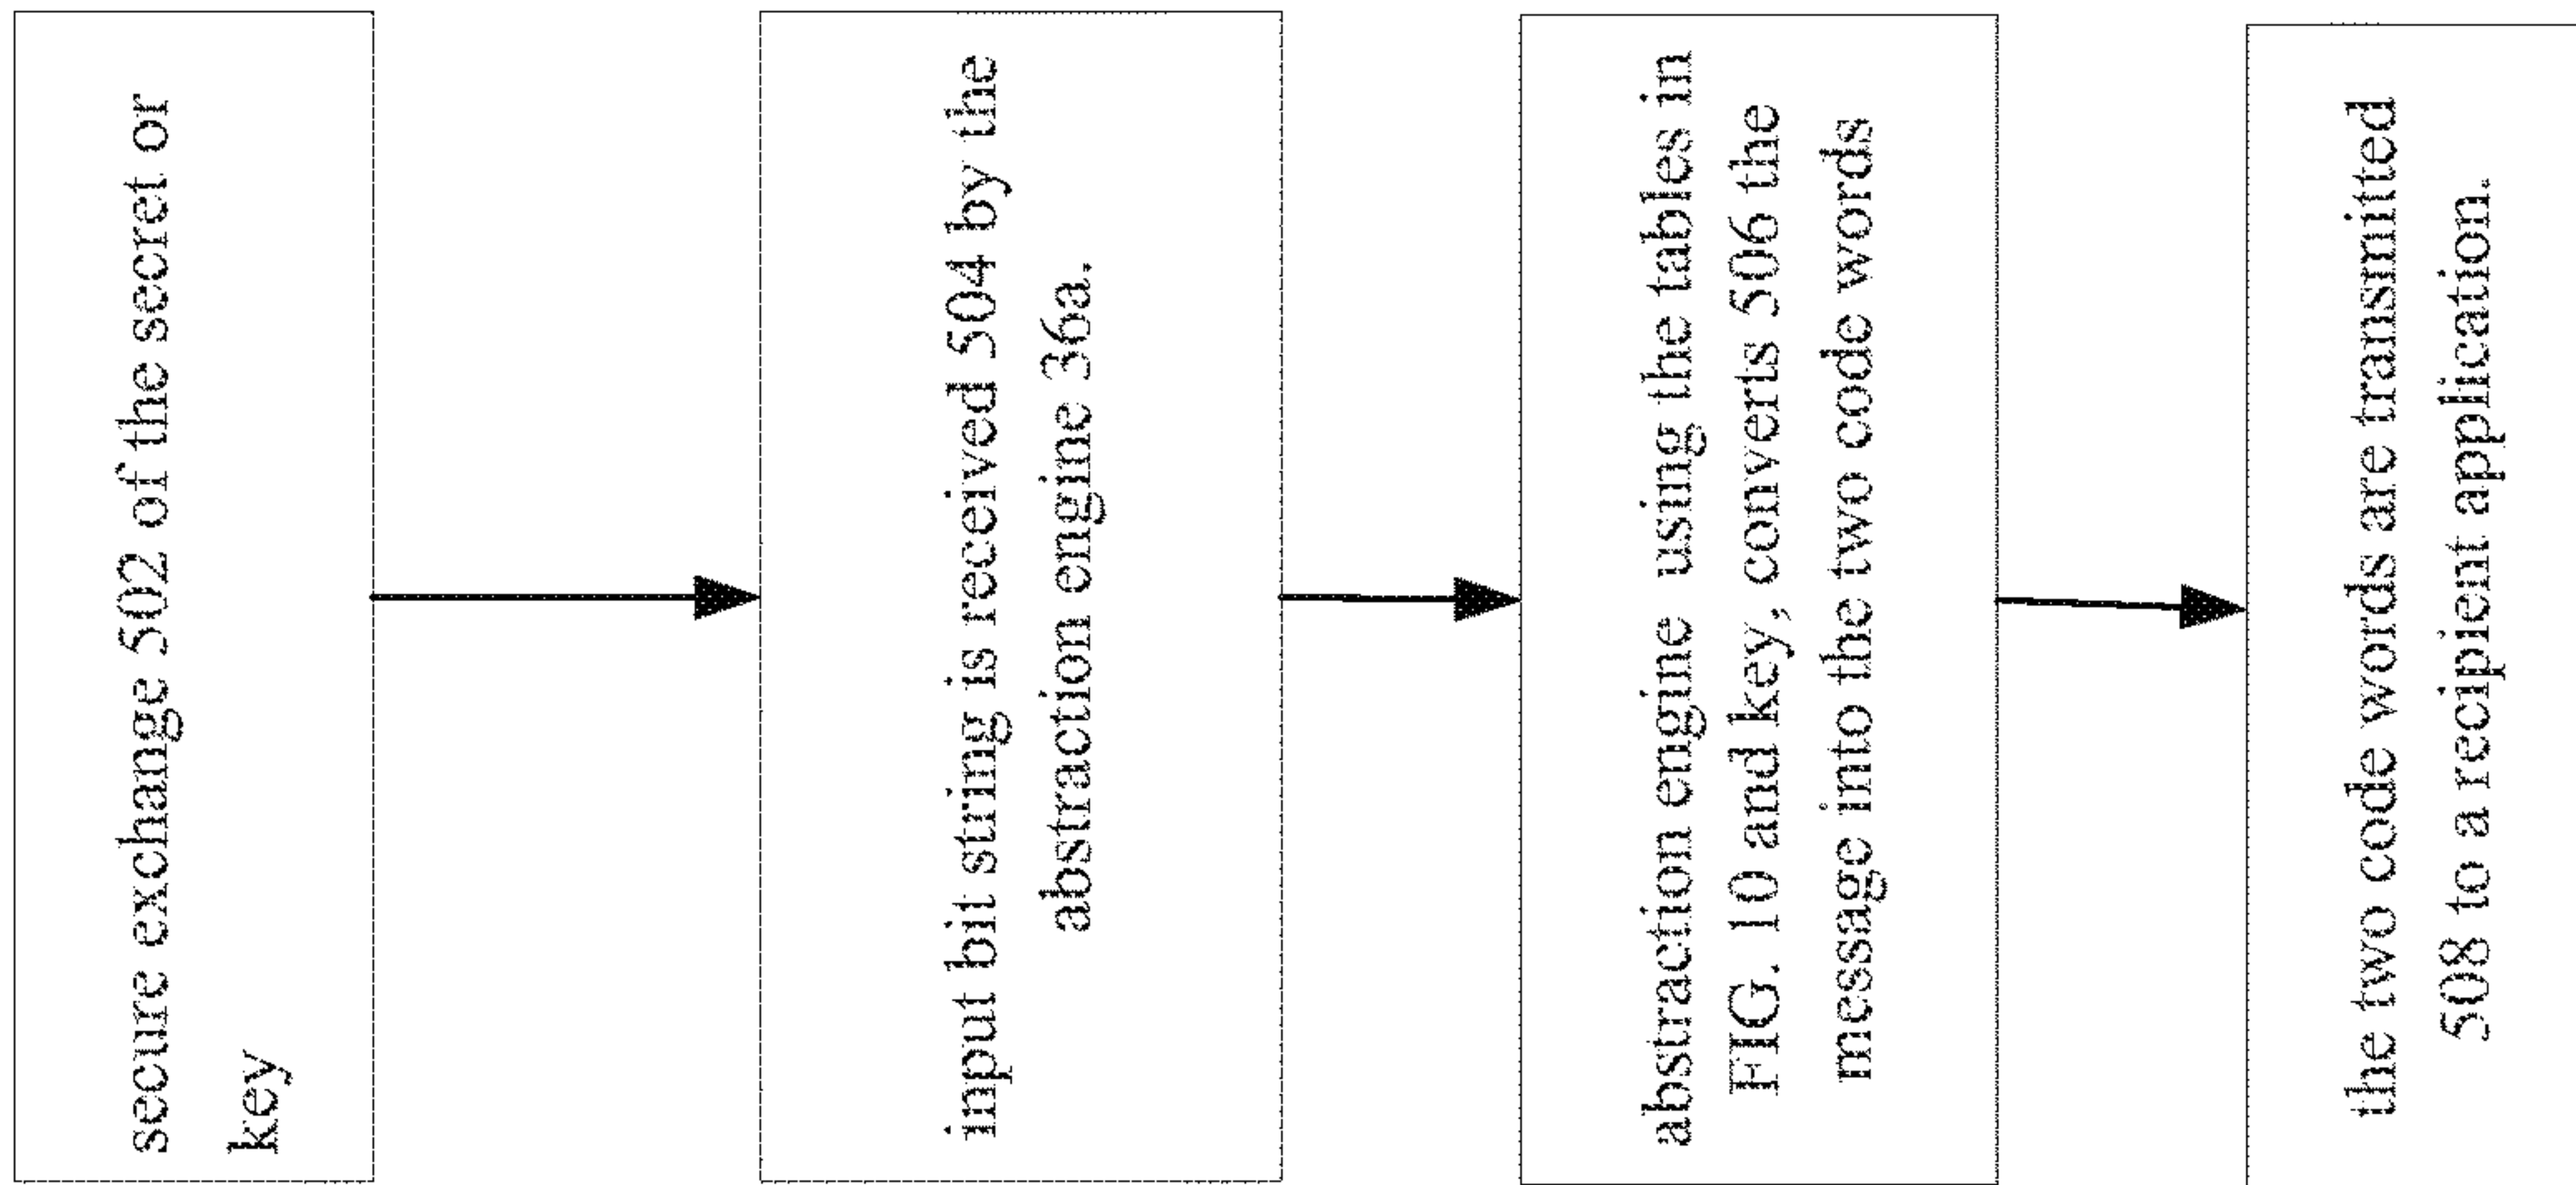 secure exchange 502 of the secret or
key
input bit string is received 504 by the
abstraction engine 36a.
abstraction engine using the tables in
FIG. 10 and key, converts 506 the
message into the two code words
the two code words are transmitted
508 to a recipient application.